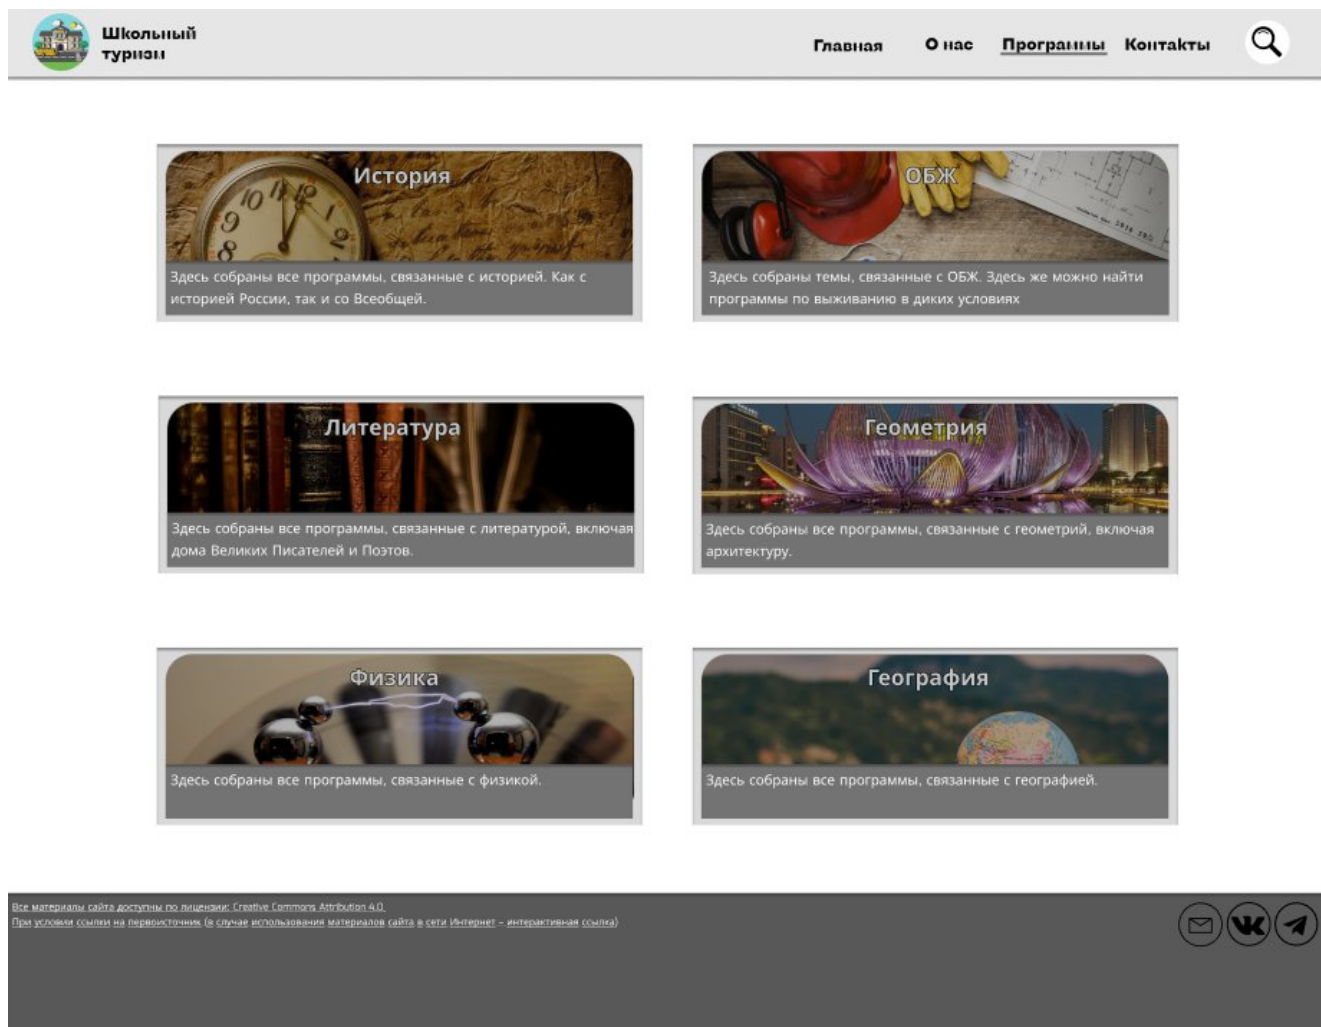 Школьный
туризм
Главная О нас Программы Контакты
История
Здесь собраны все программы, связанные с историей. Как с
историей России, так и со Всеобщей.
ОБЖ
Здесь собраны темы, связанные с ОБЖ. Здесь же можно найти
программы по выживанию в диких условиях
Литература
Здесь собраны все программы, связанные с литературой, включая
дома Великих Писателей и Поэтов.
Геометрия
Здесь собраны все программы, связанные с геометрий, включая
архитектуру.
Физика
Здесь собраны все программы, связанные с физикой.
География
Здесь собраны все программы, связанные с географией.
Все материалы сайта доступны по лицензии: Creative Commons Attribution 4.0
При условии ссылки на первоисточник (в случае использования материалов сайта в сети Интернет – интерактивная ссылка)